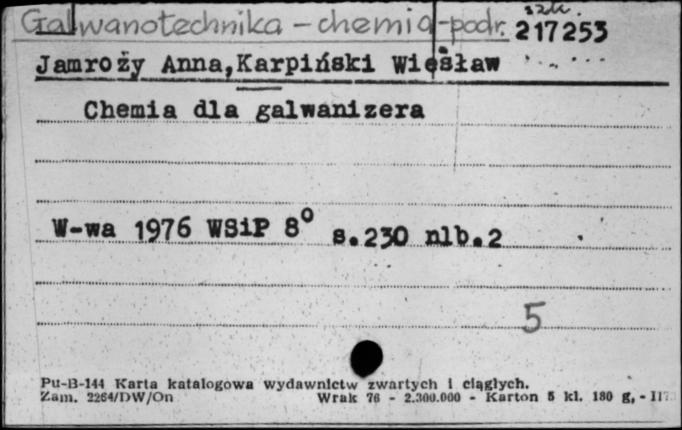 Galwanotechnika - chemia - podr. szk.
217253
Jamroży Anna, Karpiński Wiesław
Chemia dla galwanizera
W-wa 1976 WSiP 8° s.230 nlb.2
5
Pu-B-144 Karta katalogowa wydawnictw zwartych i ciągłych.
Zam. 2264/DW/On Wrak 76 - 2.300.000 - Karton 5 kl. 180 g, -